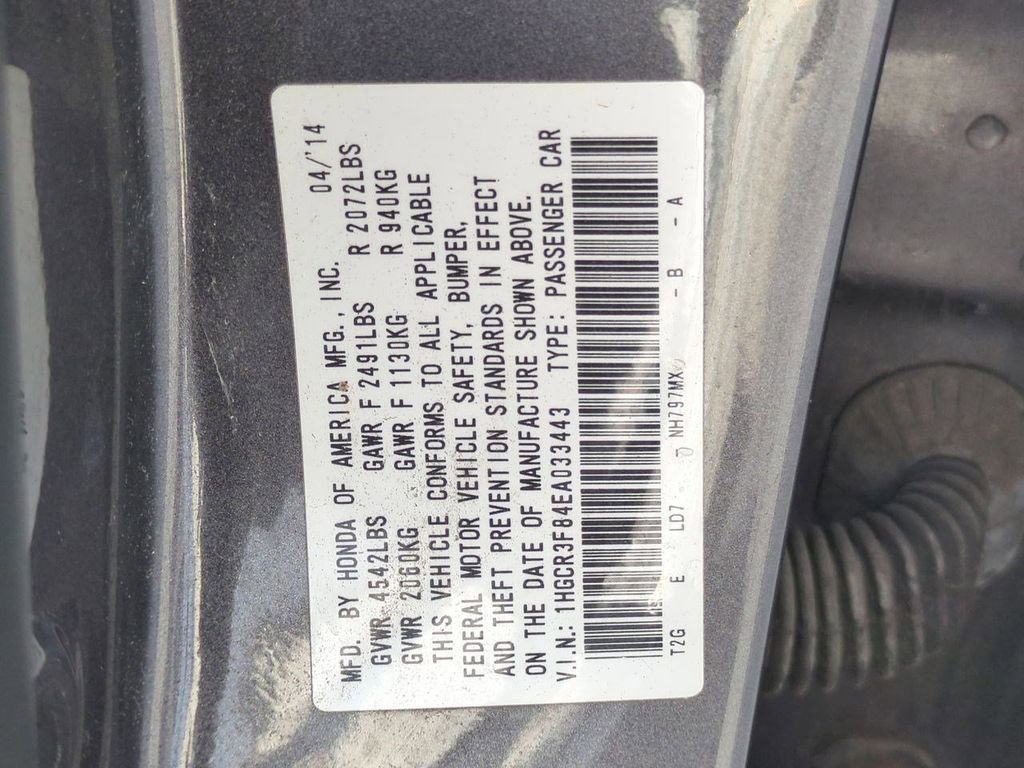 MFD. BY HONDA OF AMERICA MFG., INC. 04/'14
GVWR 4542LBS GAWR F 2491LBS R 2072LBS
GVWR 2060KG GAWR F 1130KG R 940KG
THIS VEHICLE CONFORMS TO ALL APPLICABLE
FEDERAL MOTOR VEHICLE SAFETY, BUMPER,
AND THEFT PREVENTION STANDARDS IN EFFECT
ON THE DATE OF MANUFACTURE SHOWN ABOVE.
V.I.N.: 1HGCR3F84EA033443 TYPE: PASSENGER CAR
T2G E LD7 NH797MX - B - A